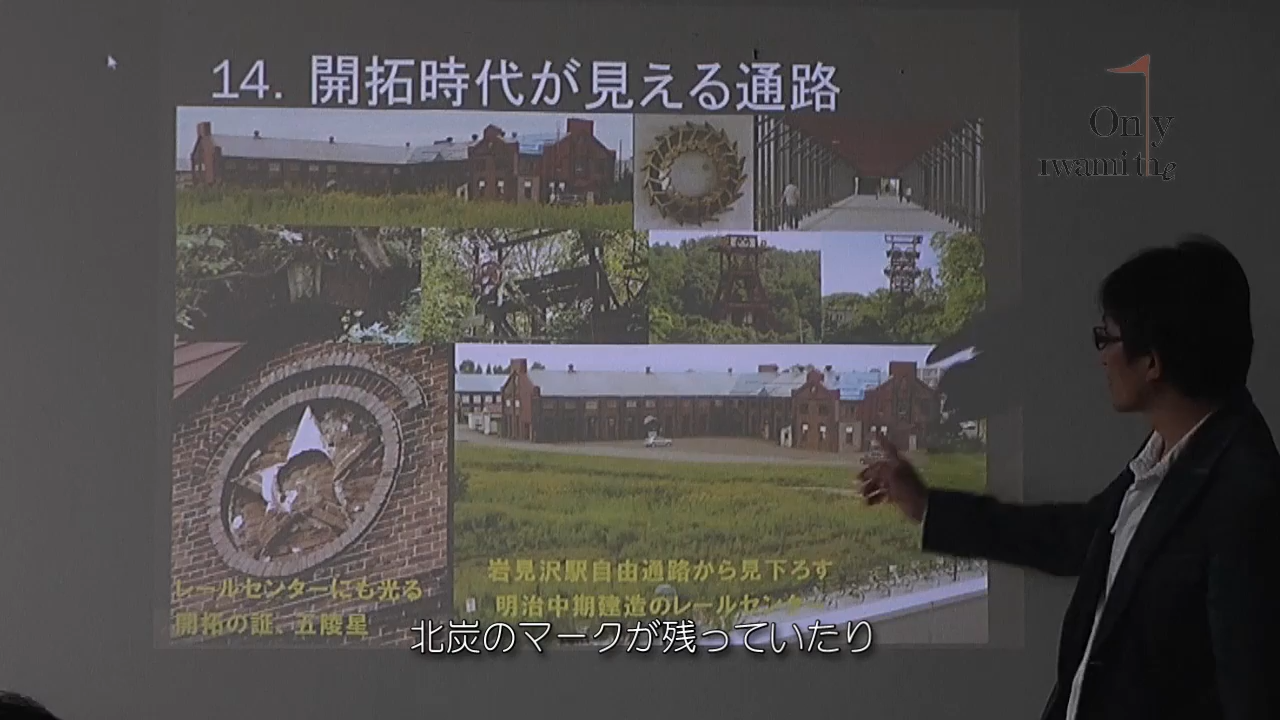 14. 開拓時代が見える通路
Only
Iwamithe
レールセンターにも光る
開拓の証、五陵星
岩見沢駅自由通路から見下ろす
明治中期建造のレールセンター
北炭のマークが残っていたり